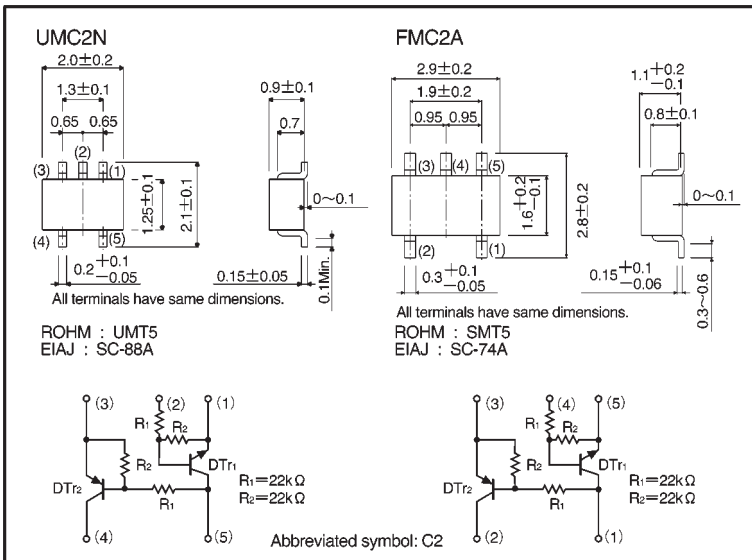 UMC2N
2.0±0.2
1.3±0.1
0.65 0.65
(2)
(3) (1)
(4) (5)
1.25±0.1
2.1±0.1
0.2 +0.1 −0.05
0.9±0.1
0.7
0~0.1
0.15±0.05
0.1Min.
All terminals have same dimensions.
ROHM : UMT5
EIAJ : SC-88A
FMC2A
2.9±0.2
1.9±0.2
0.95 0.95
(3) (4) (5)
(2) (1)
1.6 +0.2 −0.1
2.8±0.2
0.3 +0.1 −0.05
1.1 +0.2 −0.1
0.8±0.1
0~0.1
0.15 +0.1 −0.06
0.3~0.6
All terminals have same dimensions.
ROHM : SMT5
EIAJ : SC-74A
(3) (2) (1)
R1
R2
R2
DTr1
DTr2
R1
R1=22kΩ
R2=22kΩ
(4) (5)
(3) (4) (5)
R1
R2
R2
DTr1
DTr2
R1
R1=22kΩ
R2=22kΩ
(2) (1)
Abbreviated symbol: C2